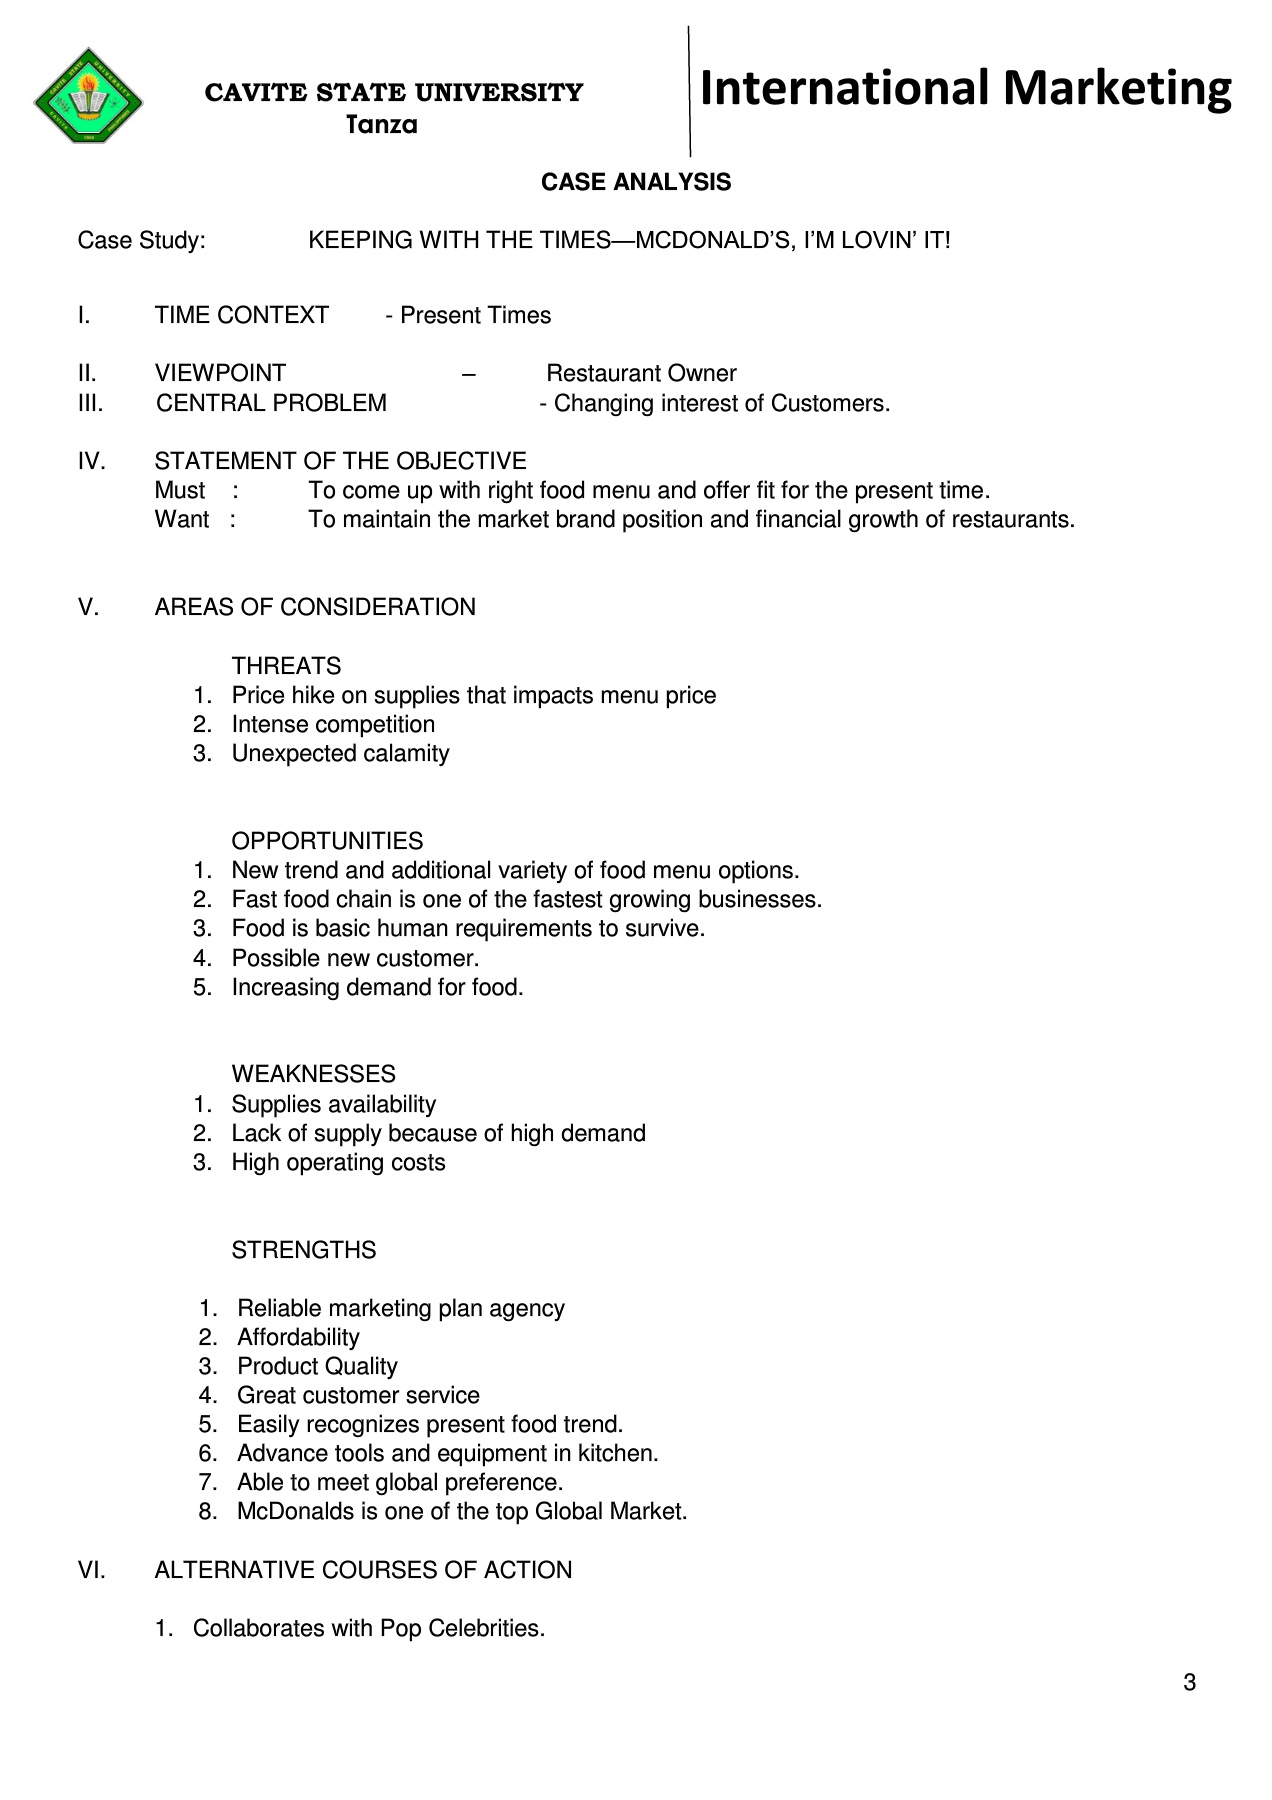 CAVITE STATE UNIVERSITY
Tanza
International Marketing
CASE ANALYSIS
Case Study: KEEPING WITH THE TIMES—MCDONALD'S, I'M LOVIN' IT!
I. TIME CONTEXT - Present Times
II. VIEWPOINT – Restaurant Owner
III. CENTRAL PROBLEM - Changing interest of Customers.
IV. STATEMENT OF THE OBJECTIVE
Must : To come up with right food menu and offer fit for the present time.
Want : To maintain the market brand position and financial growth of restaurants.
V. AREAS OF CONSIDERATION
THREATS
1. Price hike on supplies that impacts menu price
2. Intense competition
3. Unexpected calamity
OPPORTUNITIES
1. New trend and additional variety of food menu options.
2. Fast food chain is one of the fastest growing businesses.
3. Food is basic human requirements to survive.
4. Possible new customer.
5. Increasing demand for food.
WEAKNESSES
1. Supplies availability
2. Lack of supply because of high demand
3. High operating costs
STRENGTHS
1. Reliable marketing plan agency
2. Affordability
3. Product Quality
4. Great customer service
5. Easily recognizes present food trend.
6. Advance tools and equipment in kitchen.
7. Able to meet global preference.
8. McDonalds is one of the top Global Market.
VI. ALTERNATIVE COURSES OF ACTION
1. Collaborates with Pop Celebrities.
3